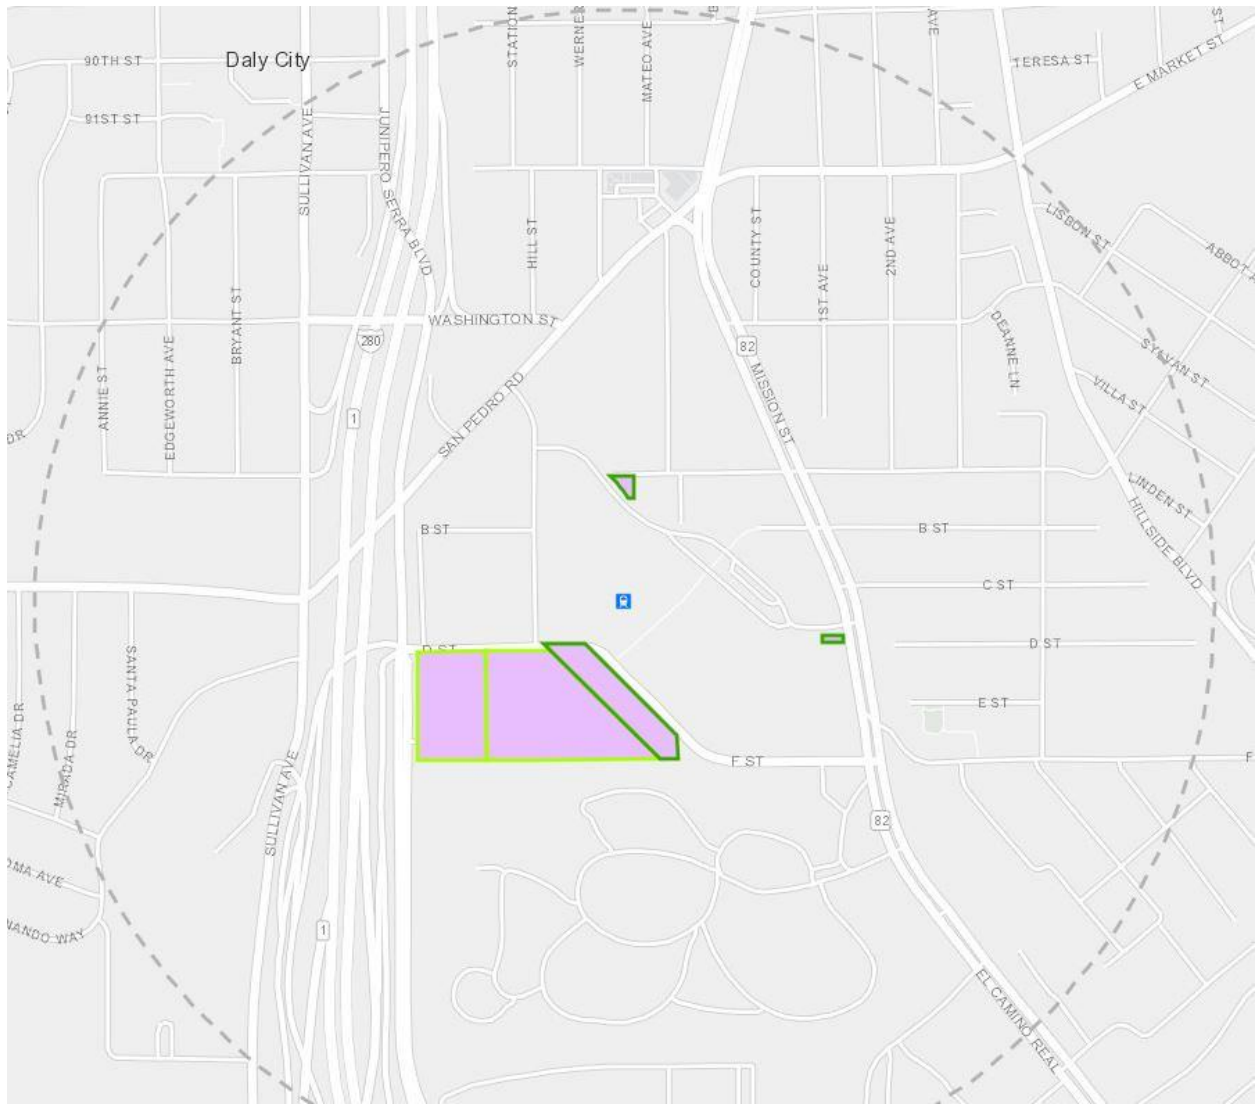 STATION
WERNER
MATEO AVE
B
AVE
ST
Daly City
90TH ST
TERESA ST
E MARKET ST
91ST ST
SULLIVAN AVE
JUNIPERO SERRA BLVD
HILL ST
COUNTY ST
1ST AVE
2ND AVE
LISBON ST
ABBOT A
WASHINGTON ST
280
82
BRYANT ST
EDGEWORTH AVE
ANNIE ST
DEANNE LN
SYLVAN ST
VILLA ST
1
SAN PEDRO RD
MISSION ST
DR
LINDEN ST
HILLSIDE BLVD
B ST
B ST
C ST
D ST
D ST
E ST
SANTA PAULA DR
CAMELIA DR
MIRADA DR
SULLIVAN AVE
F ST
F
82
OMA AVE
NANDO WAY
1
EL CAMINO REAL